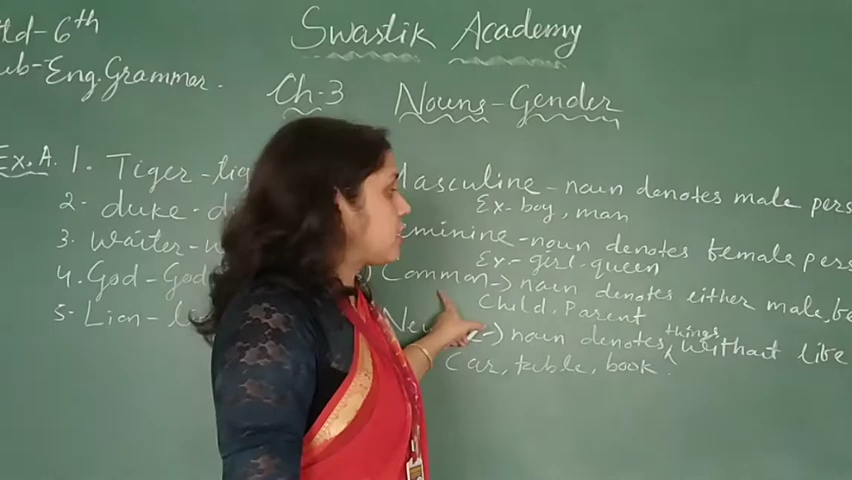 Std-6th
Sub-Eng.Grammar.
Swastik Academy
Ch-3 Nouns-Gender
Ex.A. 1. Tiger-tig
2. duke-d
3. Waiter-w
4. God-God
5. Lion-
Masculine-noun denotes male pers
Ex-boy, man
eminine-noun denotes female perso
Ex-girl-queen
Common-> noun denotes either male, be
Child, Parent
Neu -> noun denotes things without life
Car, table, book.